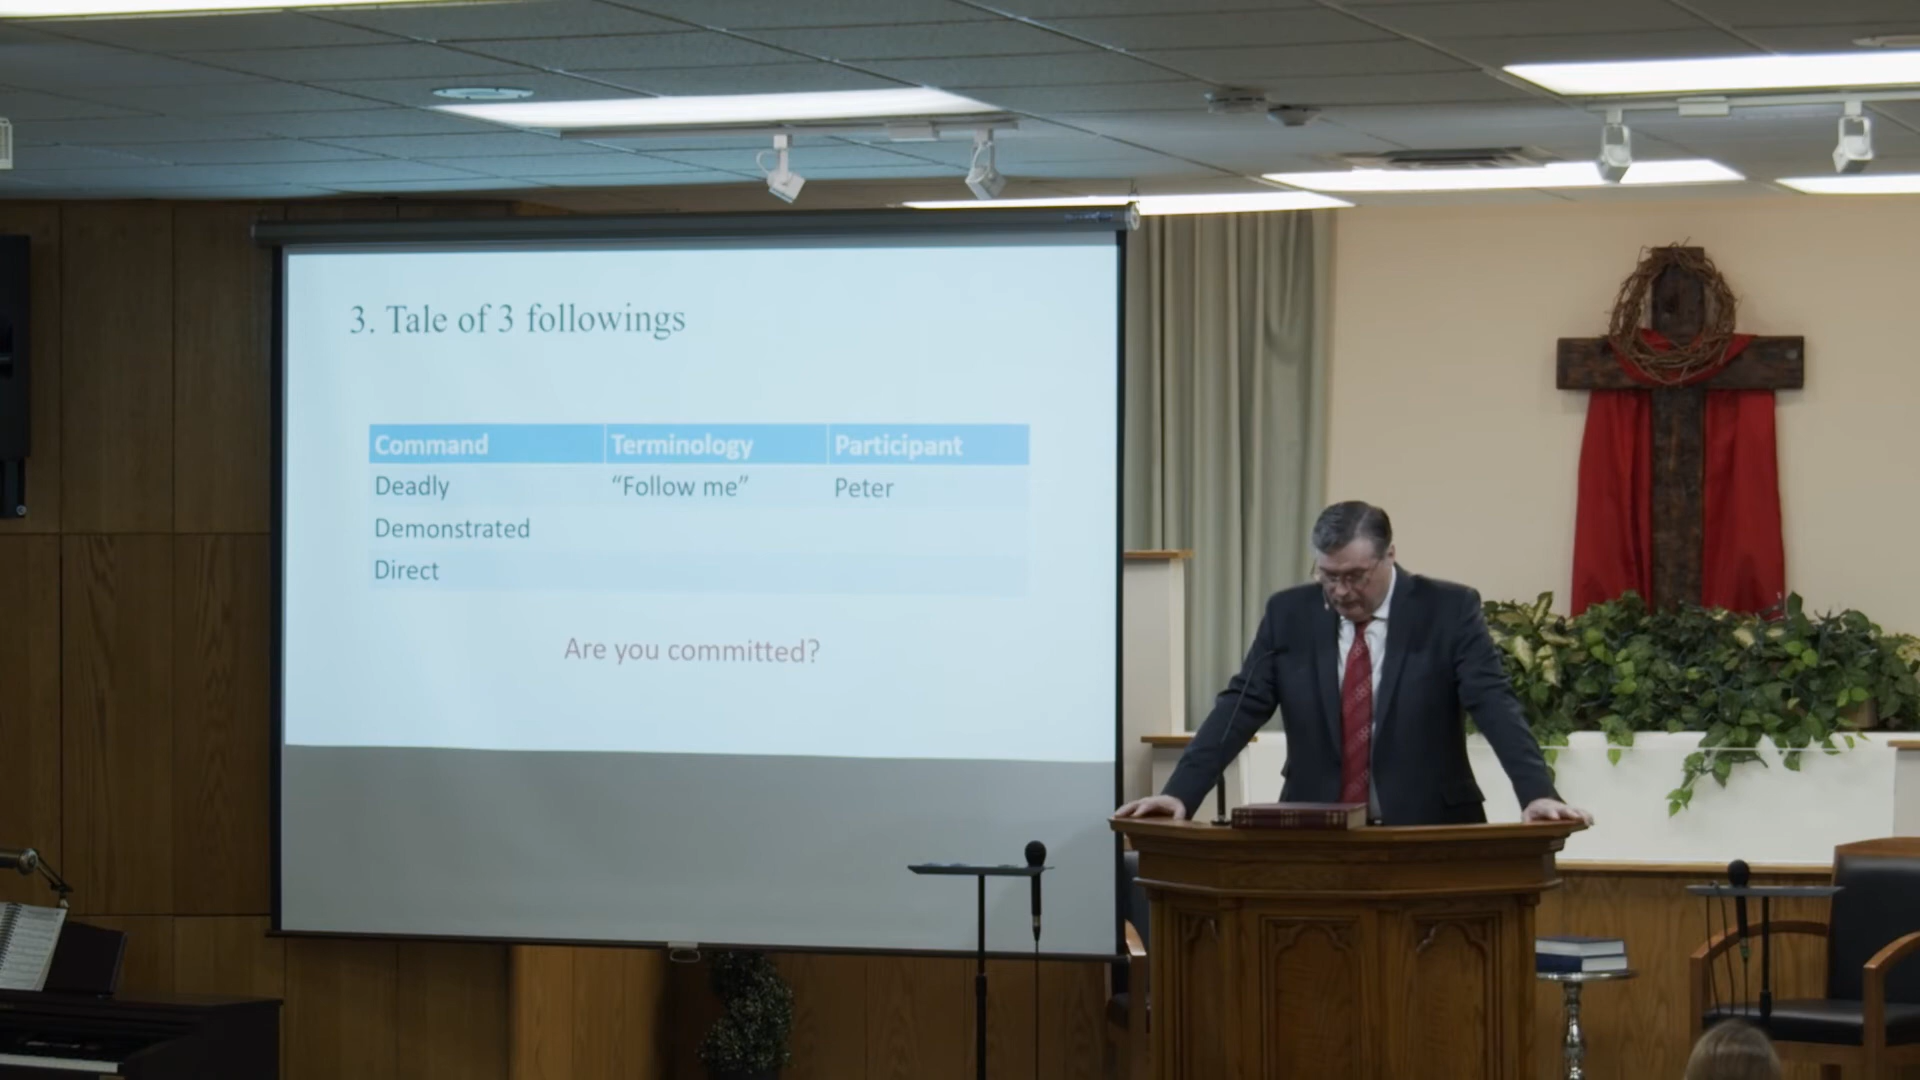 3. Tale of 3 followings
Command Terminology Participant
Deadly “Follow me” Peter
Demonstrated
Direct
Are you committed?